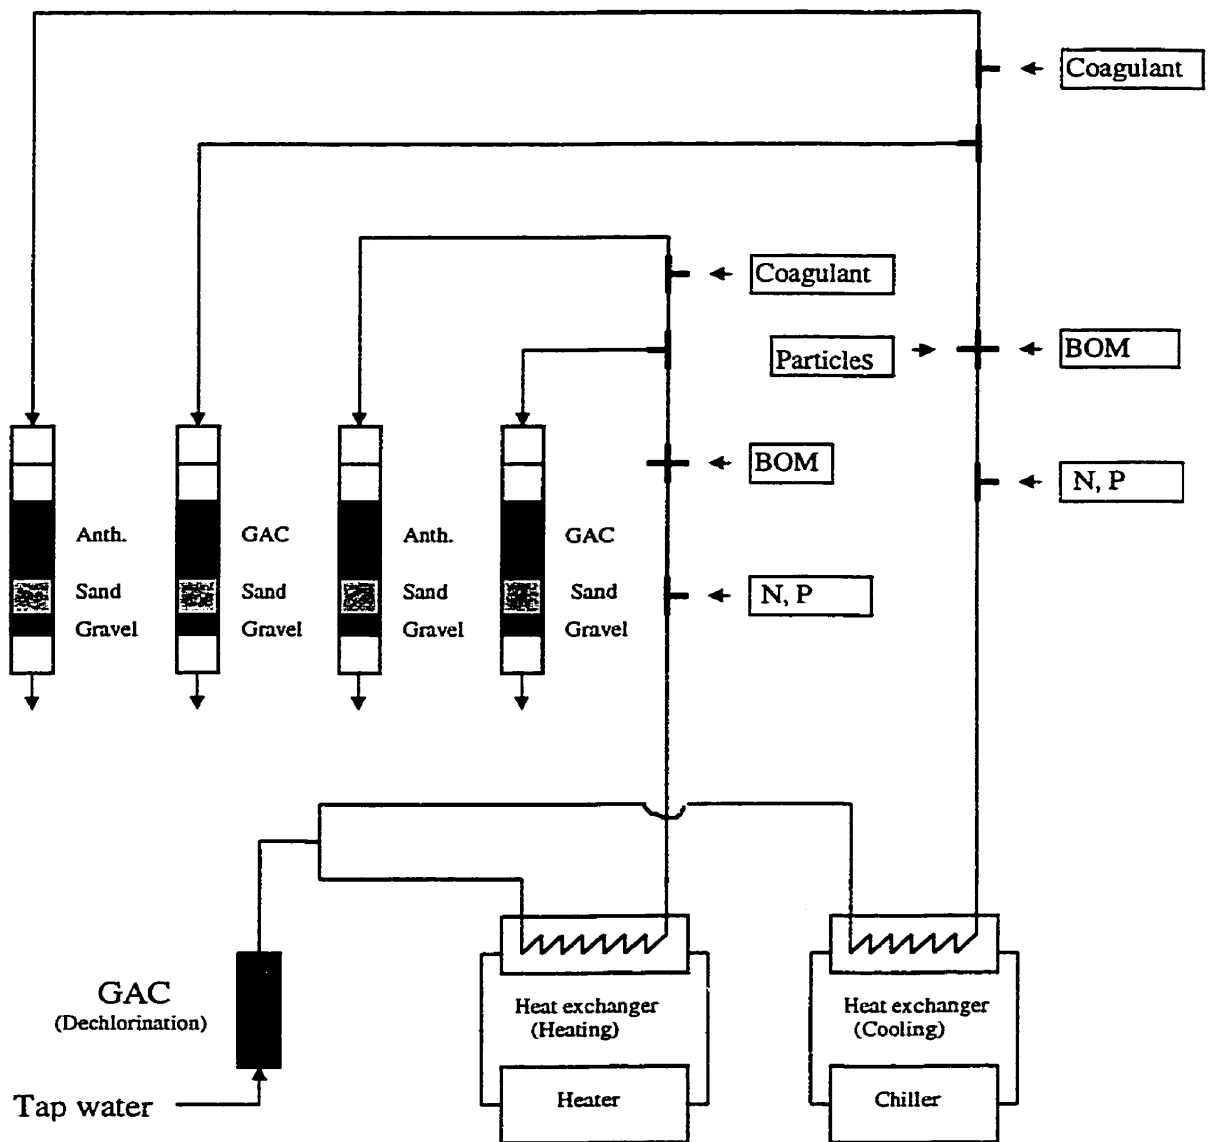 Coagulant
Coagulant
Particles
BOM
BOM
N, P
Anth.
GAC
Anth.
GAC
Sand
Sand
Sand
Sand
N, P
Gravel
Gravel
Gravel
Gravel
GAC
(Dechlorination)
Heat exchanger
(Heating)
Heat exchanger
(Cooling)
Tap water
Heater
Chiller